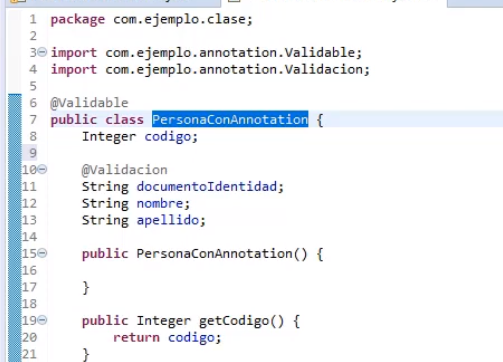 1 package com.ejemplo.clase;
2
3 import com.ejemplo.annotation.Validable;
4 import com.ejemplo.annotation.Validacion;
5
6 @Validable
7 public class PersonaConAnnotation {
8     Integer codigo;
9
10     @Validacion
11     String documentoIdentidad;
12     String nombre;
13     String apellido;
14
15     public PersonaConAnnotation() {
16
17     }
18
19     public Integer getCodigo() {
20         return codigo;
21     }